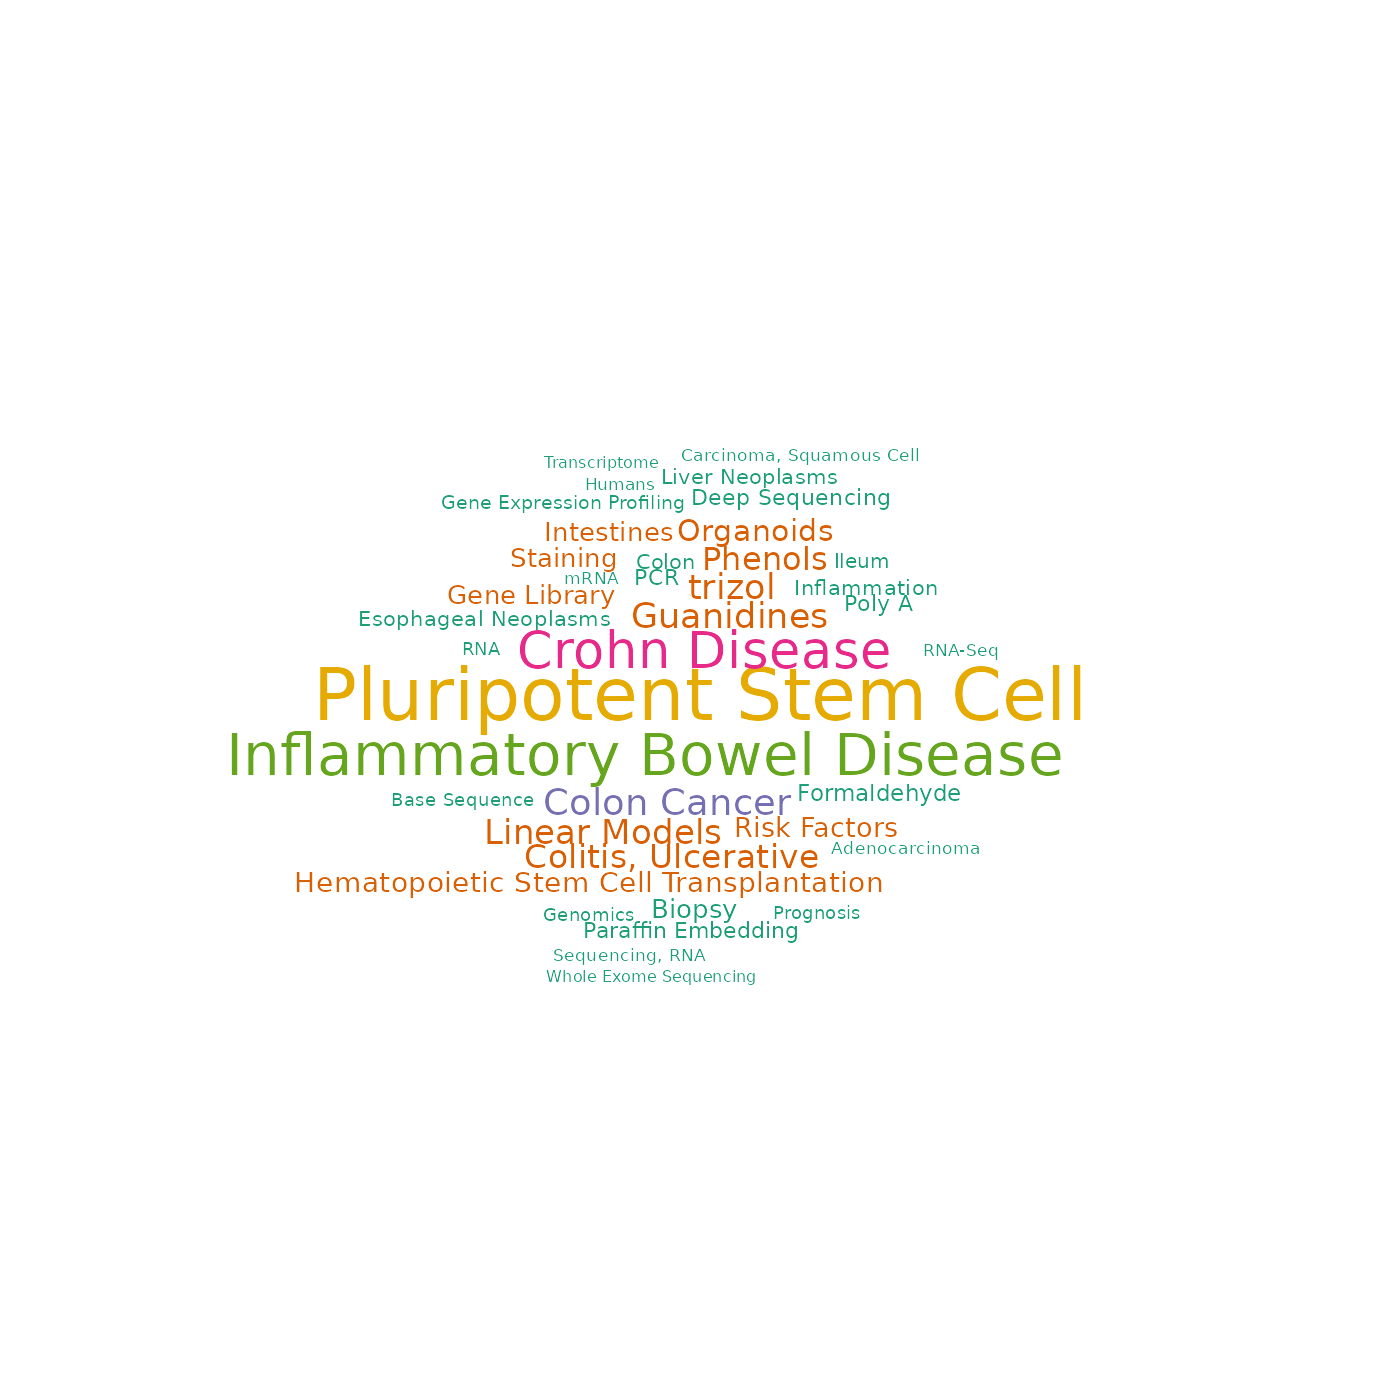 Transcriptome Carcinoma, Squamous Cell
Humans Liver Neoplasms
Gene Expression Profiling Deep Sequencing
Intestines Organoids
Staining Colon Phenols Ileum
mRNA PCR trizol Inflammation
Gene Library Poly A
Esophageal Neoplasms Guanidines
RNA Crohn Disease RNA-Seq
Pluripotent Stem Cell
Inflammatory Bowel Disease
Base Sequence Colon Cancer Formaldehyde
Linear Models Risk Factors
Colitis, Ulcerative Adenocarcinoma
Hematopoietic Stem Cell Transplantation
Genomics Biopsy Prognosis
Paraffin Embedding
Sequencing, RNA
Whole Exome Sequencing